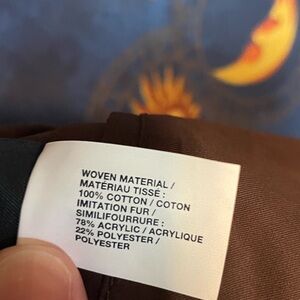 WOVEN MATERIAL /
MATÉRIAU TISSÉ :
100% COTTON / COTON
IMITATION FUR /
SIMILIFOURRURE :
78% ACRYLIC / ACRYLIQUE
22% POLYESTER /
POLYESTER